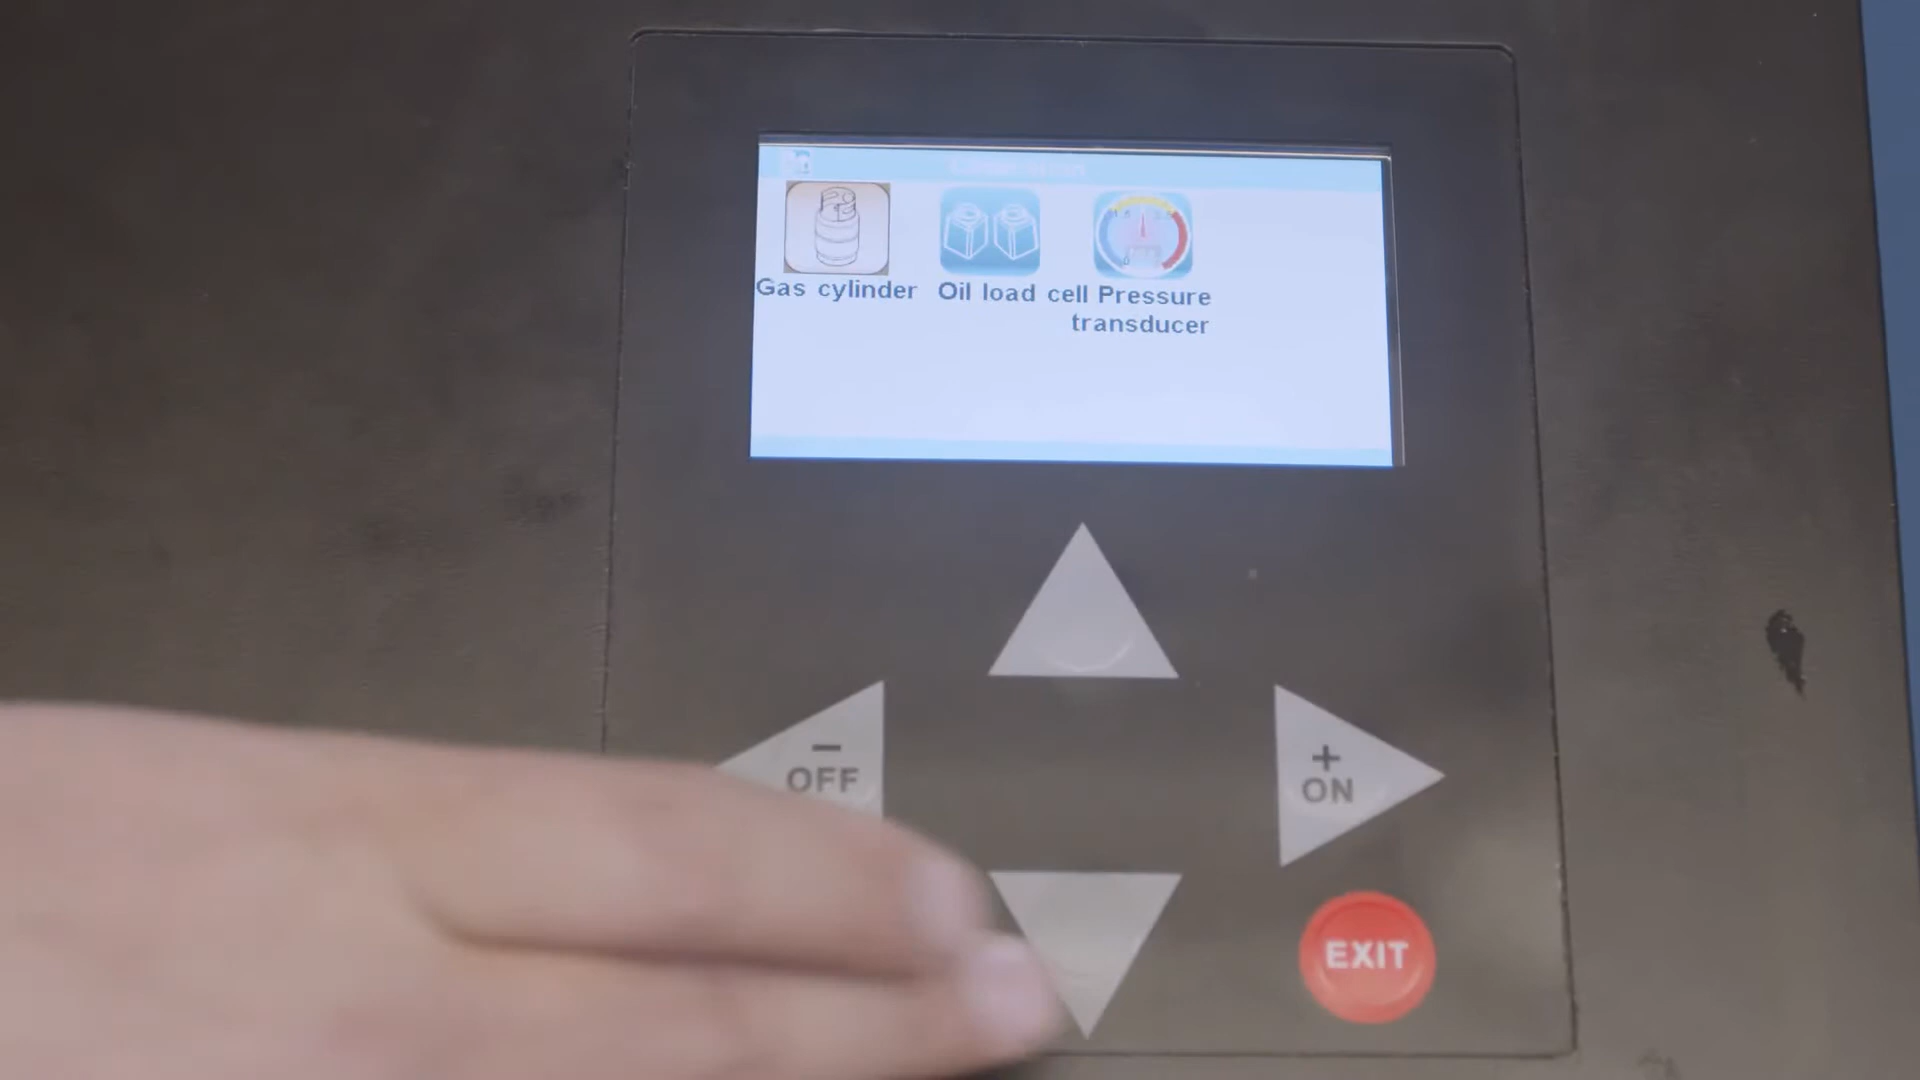 Gas cylinder
Oil load cell
Pressure
transducer
−
OFF
+
ON
EXIT